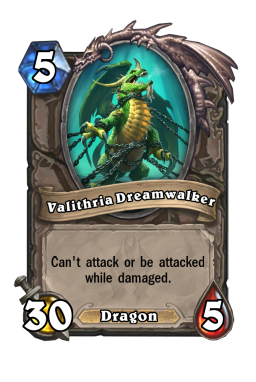 5
Valithria Dreamwalker
Can't attack or be attacked
while damaged.
30
Dragon
5